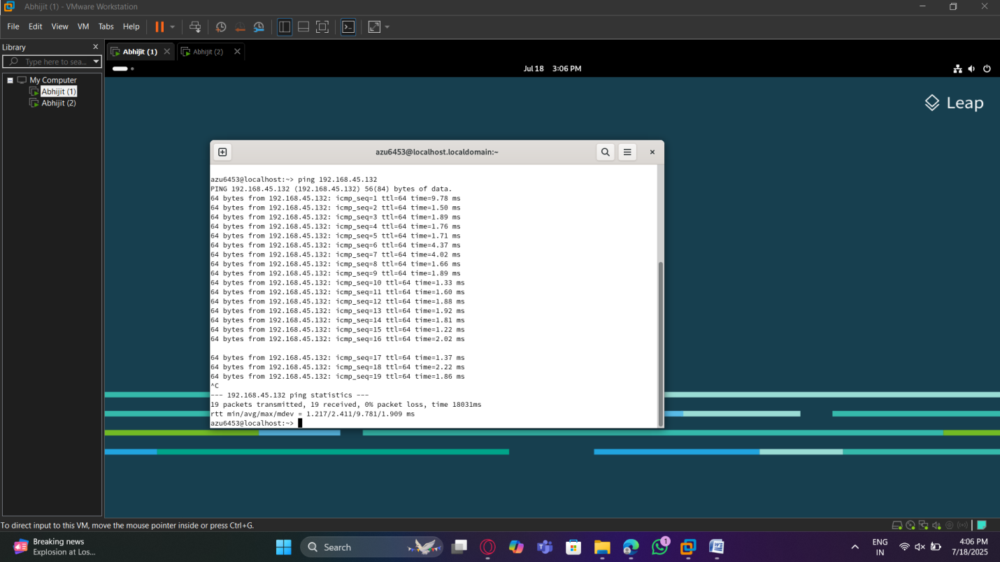 Abhijit (1) - VMware Workstation
File Edit View VM Tabs Help
Library
Type here to sea...
My Computer
Abhijit (1)
Abhijit (2)
Abhijit (1)
Abhijit (2)
Jul 18 3:06 PM
Leap
azu6453@localhost.localdomain:~
azu6453@localhost:~> ping 192.168.45.132
PING 192.168.45.132 (192.168.45.132) 56(84) bytes of data.
64 bytes from 192.168.45.132: icmp_seq=1 ttl=64 time=9.78 ms
64 bytes from 192.168.45.132: icmp_seq=2 ttl=64 time=1.50 ms
64 bytes from 192.168.45.132: icmp_seq=3 ttl=64 time=1.89 ms
64 bytes from 192.168.45.132: icmp_seq=4 ttl=64 time=1.76 ms
64 bytes from 192.168.45.132: icmp_seq=5 ttl=64 time=1.71 ms
64 bytes from 192.168.45.132: icmp_seq=6 ttl=64 time=4.37 ms
64 bytes from 192.168.45.132: icmp_seq=7 ttl=64 time=4.02 ms
64 bytes from 192.168.45.132: icmp_seq=8 ttl=64 time=1.66 ms
64 bytes from 192.168.45.132: icmp_seq=9 ttl=64 time=1.89 ms
64 bytes from 192.168.45.132: icmp_seq=10 ttl=64 time=1.33 ms
64 bytes from 192.168.45.132: icmp_seq=11 ttl=64 time=1.60 ms
64 bytes from 192.168.45.132: icmp_seq=12 ttl=64 time=1.88 ms
64 bytes from 192.168.45.132: icmp_seq=13 ttl=64 time=1.92 ms
64 bytes from 192.168.45.132: icmp_seq=14 ttl=64 time=1.81 ms
64 bytes from 192.168.45.132: icmp_seq=15 ttl=64 time=1.22 ms
64 bytes from 192.168.45.132: icmp_seq=16 ttl=64 time=2.02 ms
64 bytes from 192.168.45.132: icmp_seq=17 ttl=64 time=1.37 ms
64 bytes from 192.168.45.132: icmp_seq=18 ttl=64 time=2.22 ms
64 bytes from 192.168.45.132: icmp_seq=19 ttl=64 time=1.86 ms
^C
--- 192.168.45.132 ping statistics ---
19 packets transmitted, 19 received, 0% packet loss, time 18031ms
rtt min/avg/max/mdev = 1.217/2.411/9.781/1.909 ms
azu6453@localhost:~>
To direct input to this VM, move the mouse pointer inside or press Ctrl+G.
Breaking news
Explosion at Los...
Search
1
ENG
IN
4:06 PM
7/18/2025